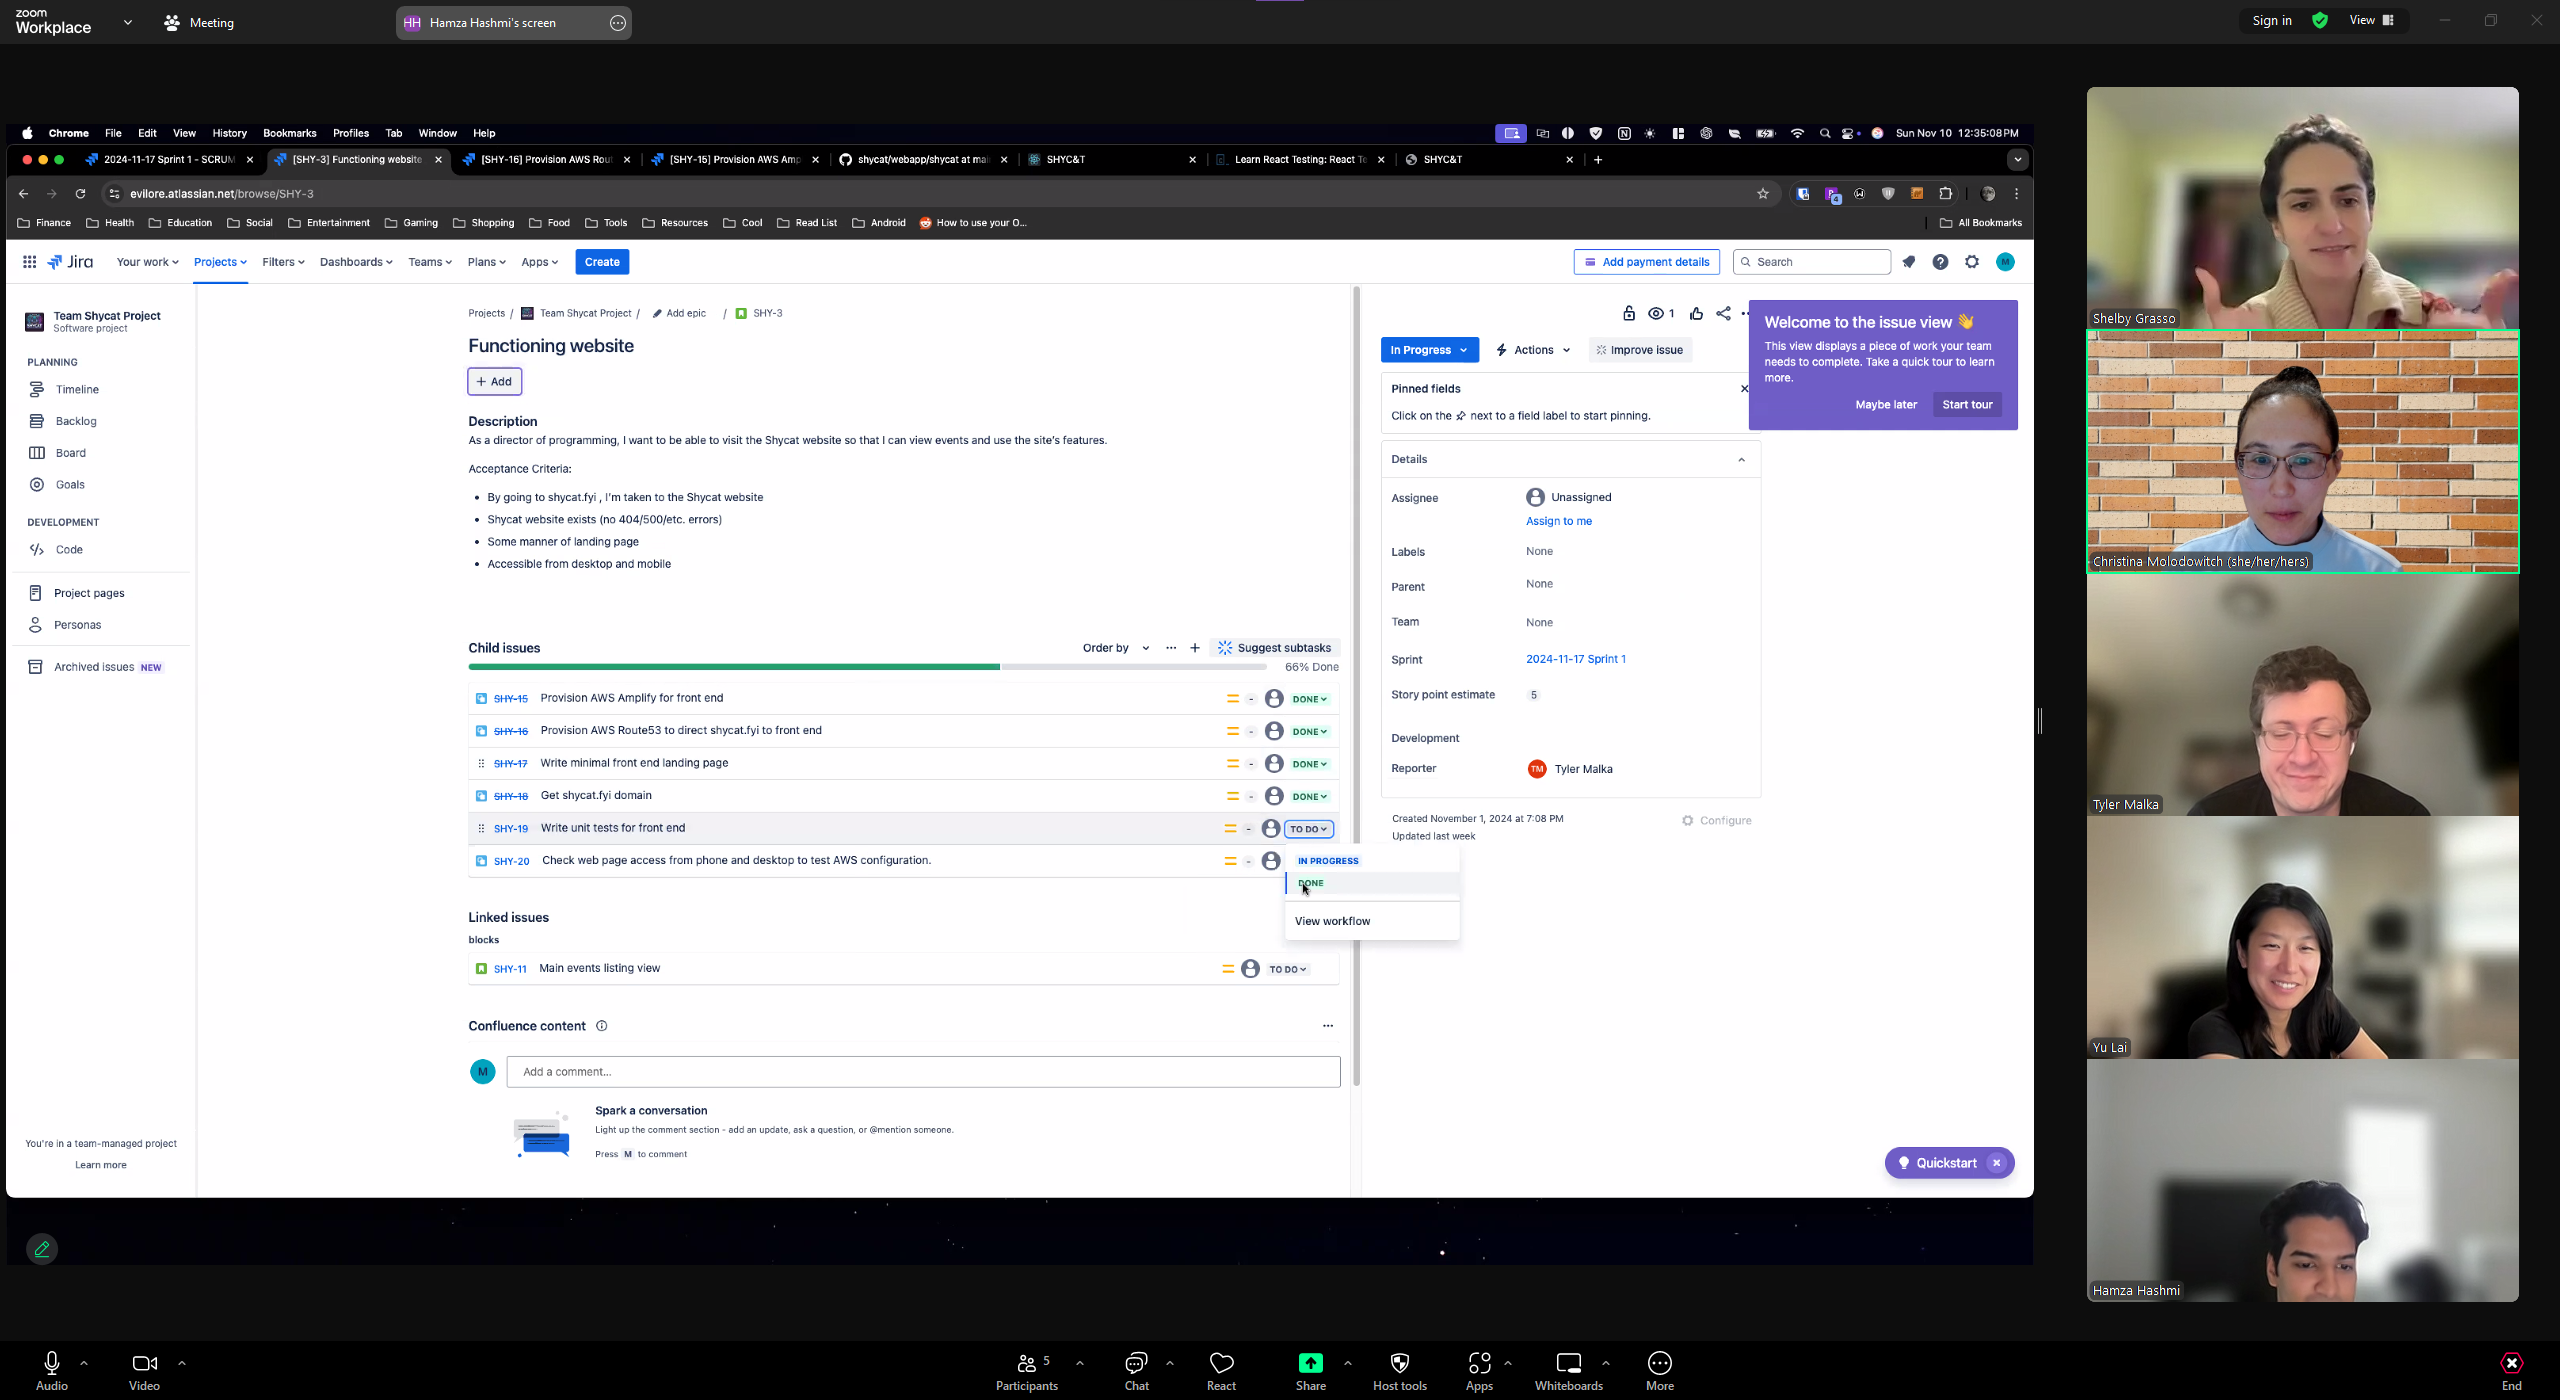 zoom
Workplace
Meeting
HH Hamza Hashmi's screen
Sign in
View
Chrome File Edit View History Bookmarks Profiles Tab Window Help
Sun Nov 10 12:35:08 PM
2024-11-17 Sprint 1 - SCRUM
[SHY-3] Functioning website
[SHY-16] Provision AWS Rou
[SHY-15] Provision AWS Amp
shycat/webapp/shycat at mai
SHYC&T
Learn React Testing: React Te
SHYC&T
evilore.atlassian.net/browse/SHY-3
Finance Health Education Social Entertainment Gaming Shopping Food Tools Resources Cool Read List Android How to use your O...
All Bookmarks
Jira
Your work Projects Filters Dashboards Teams Plans Apps Create
Add payment details
Search
M
Team Shycat Project
Software project
PLANNING
Timeline
Backlog
Board
Goals
DEVELOPMENT
Code
Project pages
Personas
Archived issues NEW
You're in a team-managed project
Learn more
Projects / Team Shycat Project / Add epic / SHY-3
Functioning website
+ Add
Description
As a director of programming, I want to be able to visit the Shycat website so that I can view events and use the site's features.
Acceptance Criteria:
• By going to shycat.fyi , I'm taken to the Shycat website
• Shycat website exists (no 404/500/etc. errors)
• Some manner of landing page
• Accessible from desktop and mobile
Child issues
Order by
Suggest subtasks
66% Done
SHY-15 Provision AWS Amplify for front end - DONE
SHY-16 Provision AWS Route53 to direct shycat.fyi to front end - DONE
SHY-17 Write minimal front end landing page - DONE
SHY-18 Get shycat.fyi domain - DONE
SHY-19 Write unit tests for front end - TO DO
SHY-20 Check web page access from phone and desktop to test AWS configuration. -
IN PROGRESS
DONE
View workflow
Linked issues
blocks
SHY-11 Main events listing view TO DO
Confluence content
M Add a comment...
Spark a conversation
Light up the comment section - add an update, ask a question, or @mention someone.
Press M to comment
1
In Progress
Actions
Improve issue
Welcome to the issue view 👋
This view displays a piece of work your team
needs to complete. Take a quick tour to learn
more.
Maybe later Start tour
Pinned fields
Click on the next to a field label to start pinning.
Details
Assignee Unassigned
Assign to me
Labels None
Parent None
Team None
Sprint 2024-11-17 Sprint 1
Story point estimate 5
Development
Reporter TM Tyler Malka
Created November 1, 2024 at 7:08 PM
Updated last week
Configure
Quickstart
Shelby Grasso
Christina Molodowitch (she/her/hers)
Tyler Malka
Yu Lai
Hamza Hashmi
Audio
Video
Participants 5
Chat
React
Share
Host tools
Apps
Whiteboards
More
End